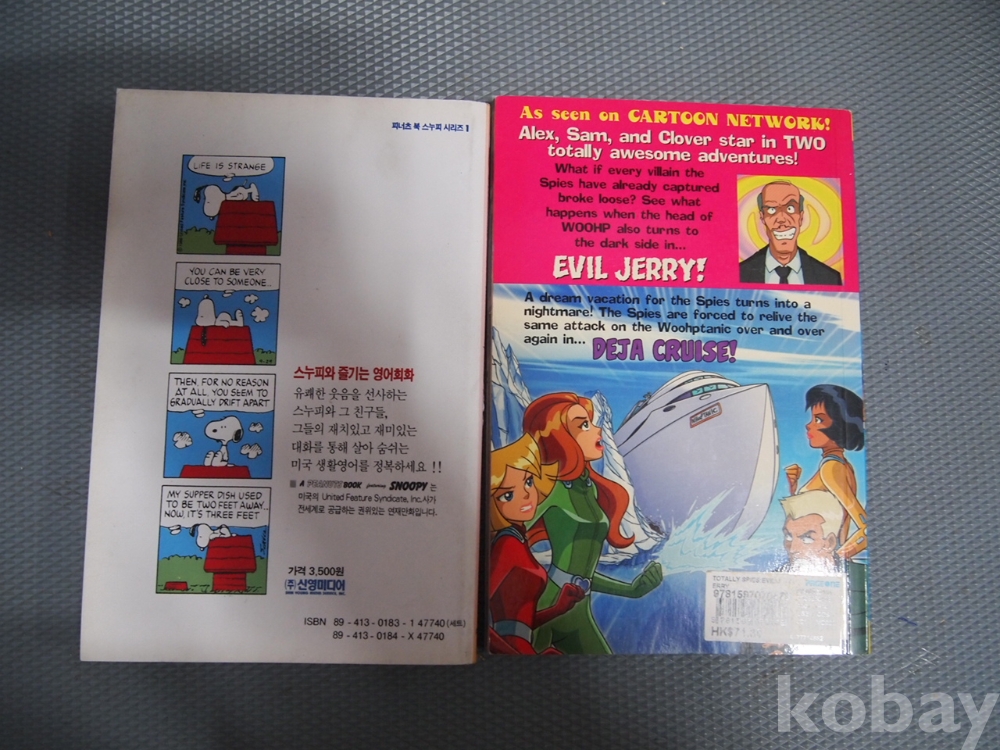 피너츠 북 스누피 시리즈 1
LIFE IS STRANGE
YOU CAN BE VERY
CLOSE TO SOMEONE..
THEN, FOR NO REASON
AT ALL, YOU SEEM TO
GRADUALLY DRIFT APART
MY SUPPER DISH USED
TO BE TWO FEET AWAY..
NOW, IT'S THREE FEET
스누피와 즐기는 영어회화
유쾌한 웃음을 선사하는
스누피와 그 친구들,
그들의 재치있고 재미있는
대화를 통해 살아 숨쉬는
미국 생활영어를 정복하세요 !!
A PEANUTS BOOK featuring SNOOPY 는
미국의 United Feature Syndicate, Inc.사가
전세계로 공급하는 권위있는 연재만화입니다.
가격 3,500원
(주)신영미디어
ISBN 89-413-0183-1 47740(세트)
89-413-0184-X 47740
As seen on CARTOON NETWORK!
Alex, Sam, and Clover star in TWO
totally awesome adventures!
What if every villain the
Spies have already captured
broke loose? See what
happens when the head of
WOOHP also turns to
the dark side in...
EVIL JERRY!
A dream vacation for the Spies turns into a
nightmare! The Spies are forced to relive the
same attack on the Woohptanic over and over
again in...
DEJA CRUISE!
TOTALLY SPIES
HK$71
kobay